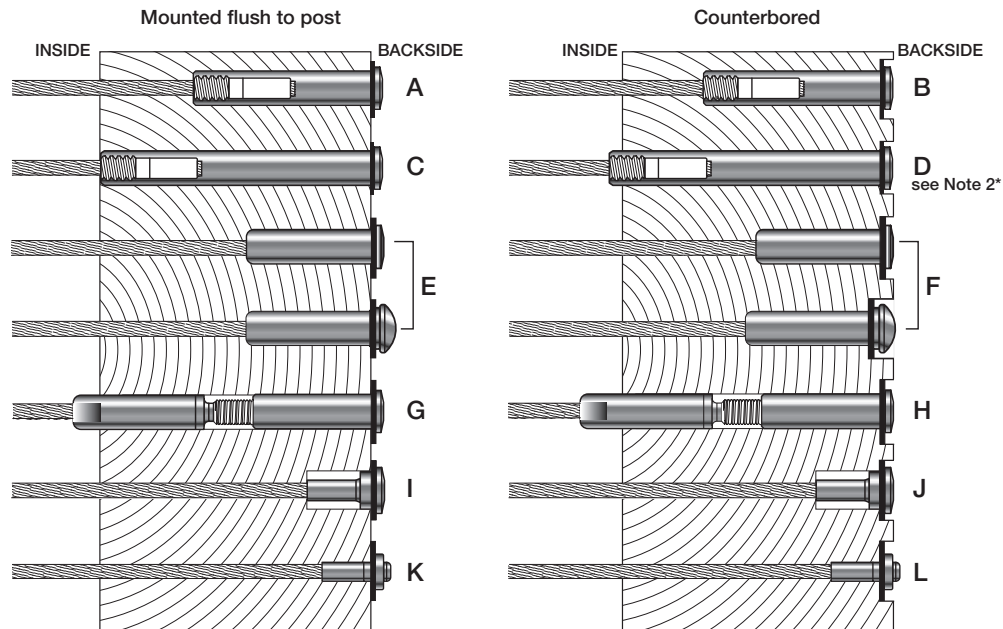 Mounted flush to post
Counterbored
INSIDE
BACKSIDE
INSIDE
BACKSIDE
A
B
C
D
see Note 2*
E
F
G
H
I
J
K
L